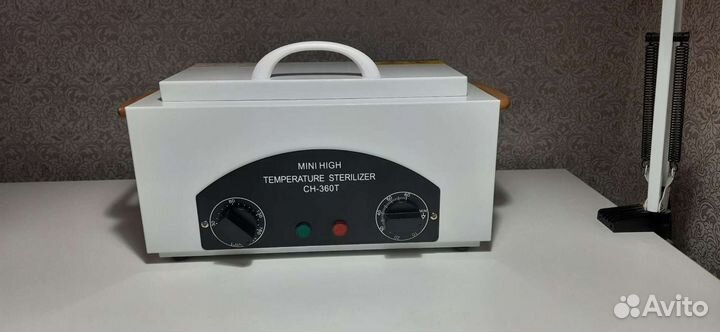 MINI HIGH
TEMPERATURE STERILIZER
CH-360T
Avito